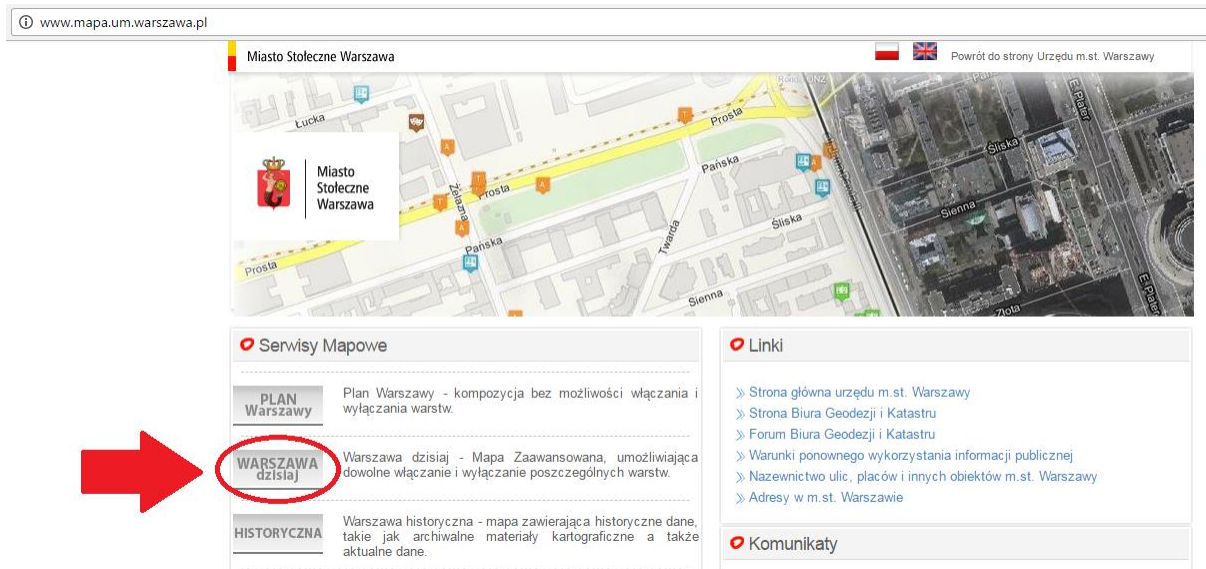 www.mapa.um.warszawa.pl
Miasto Stołeczne Warszawa
Powrót do strony Urzędu m.st. Warszawy
Rondo ONZ
Pańska
E. Plater
Łucka
Prosta
Śliska
Miasto
Stołeczne
Warszawa
Pańska
Żelazna
Prosta
Sienna
Śliska
Twarda
Pańska
Prosta
Sienna
Złota
E. Plater
Serwisy Mapowe
PLAN
Warszawy
Plan Warszawy - kompozycja bez możliwości włączania i
wyłączania warstw.
WARSZAWA
dzisiaj
Warszawa dzisiaj - Mapa Zaawansowana, umożliwiająca
dowolne włączanie i wyłączanie poszczególnych warstw.
HISTORYCZNA
Warszawa historyczna - mapa zawierająca historyczne dane,
takie jak archiwalne materiały kartograficzne a także
aktualne dane.
Linki
Strona główna urzędu m.st. Warszawy
Strona Biura Geodezji i Katastru
Forum Biura Geodezji i Katastru
Warunki ponownego wykorzystania informacji publicznej
Nazewnictwo ulic, placów i innych obiektów m.st. Warszawy
Adresy w m.st. Warszawie
Komunikaty